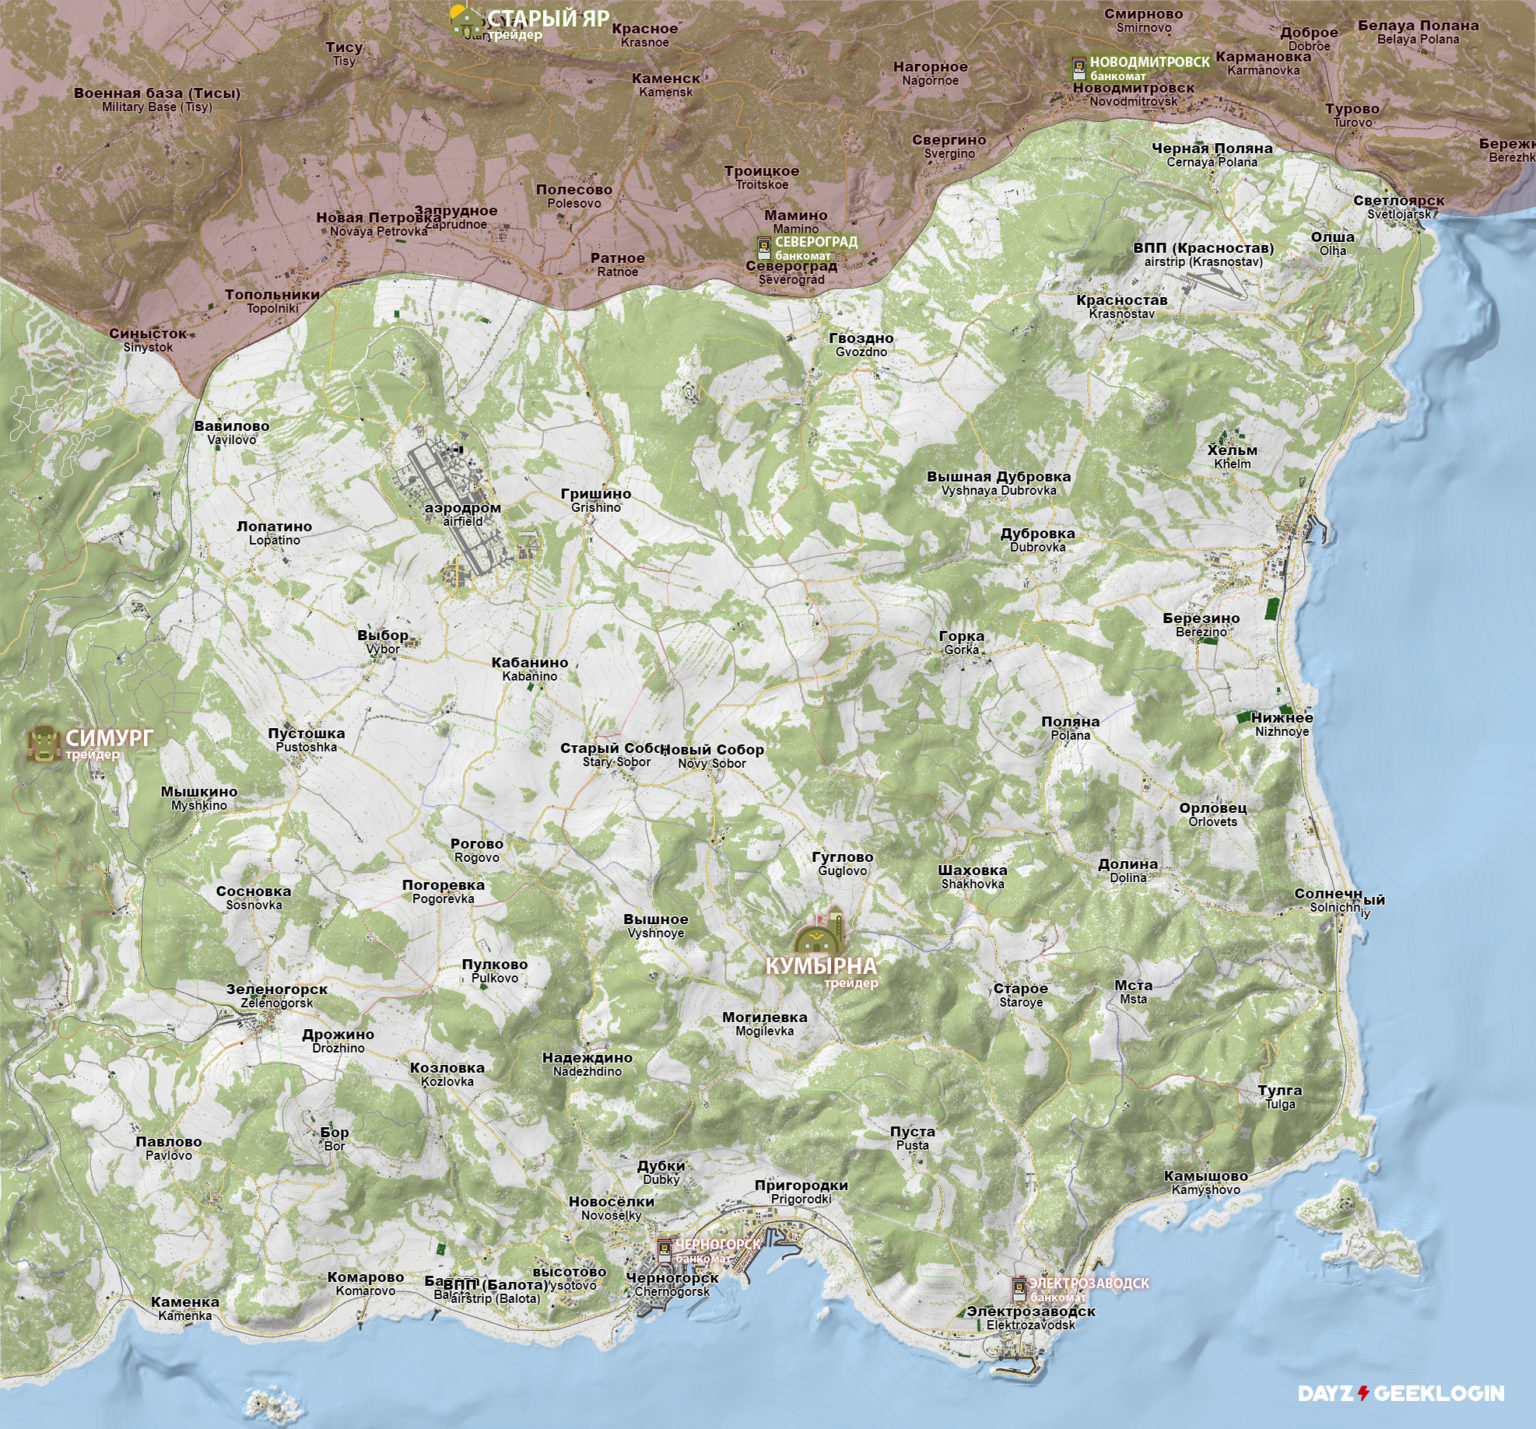 СТАРЫЙ ЯР
трейдер
Красное
Krasnoe
Смирново
Smirnovo
Доброе
Dobroe
Белауа Полана
Belaya Polana
Тису
Tisy
Каменск
Kamensk
Нагорное
Nagornoe
НОВОДМИТРОВСК
банкомат
Новодмитровск
Novodmitrovsk
Кармановка
Karmanovka
Военная база (Тисы)
Military Base (Tisy)
Турово
Turovo
Свергино
Svergino
Черная Поляна
Cernaya Polana
Бережк
Berezhk
Троицкое
Troitskoe
Полесово
Polesovo
Светлоярск
Svetlojarsk
Новая Петровка
Novaya Petrovka
Запрудное
Zaprudnoe
Мамино
Mamino
СЕВЕРОГРАД
банкомат
Североград
Severograd
Олша
Olha
ВПП (Красностав)
airstrip (Krasnostav)
Ратное
Ratnoe
Топольники
Topolniki
Красностав
Krasnostav
Синысток
Sinystok
Гвоздно
Gvozdno
Вавилово
Vavilovo
Хельм
Khelm
Вышная Дубровка
Vyshnaya Dubrovka
Гришино
Grishino
аэродром
airfield
Лопатино
Lopatino
Дубровка
Dubrovka
Березино
Berezino
Выбор
Vybor
Горка
Gorka
Кабанино
Kabanino
СИМУРГ
трейдер
Пустошка
Pustoshka
Поляна
Polana
Нижнее
Nizhnoye
Старый Собо
Stary Sobor
Новый Собор
Novy Sobor
Мышкино
Myshkino
Орловец
Orlovets
Рогово
Rogovo
Гуглово
Guglovo
Шаховка
Shakhovka
Долина
Dolina
Сосновка
Sosnovka
Погоревка
Pogorevka
Солнечный
Solnichniy
Вышное
Vyshnoye
КУМЫРНА
трейдер
Пулково
Pulkovo
Зеленогорск
Zelenogorsk
Старое
Staroye
Мста
Msta
Могилевка
Mogilevka
Дрожино
Drozhino
Надеждино
Nadezhdino
Козловка
Kozlovka
Тулга
Tulga
Павлово
Pavlovo
Бор
Bor
Пуста
Pusta
Дубки
Dubky
Камышово
Kamyshovo
Пригородки
Prigorodki
Новосёлки
Novoselky
ЧЕРНОГОРСК
банкомат
Черногорск
Chernogorsk
высотово
Vysotovo
ВПП (Балота)
airstrip (Balota)
Комарово
Komarovo
Каменка
Kamenka
ЭЛЕКТРОЗАВОДСК
банкомат
Электрозаводск
Elektrozavodsk
DAYZ GEEKLOGIN